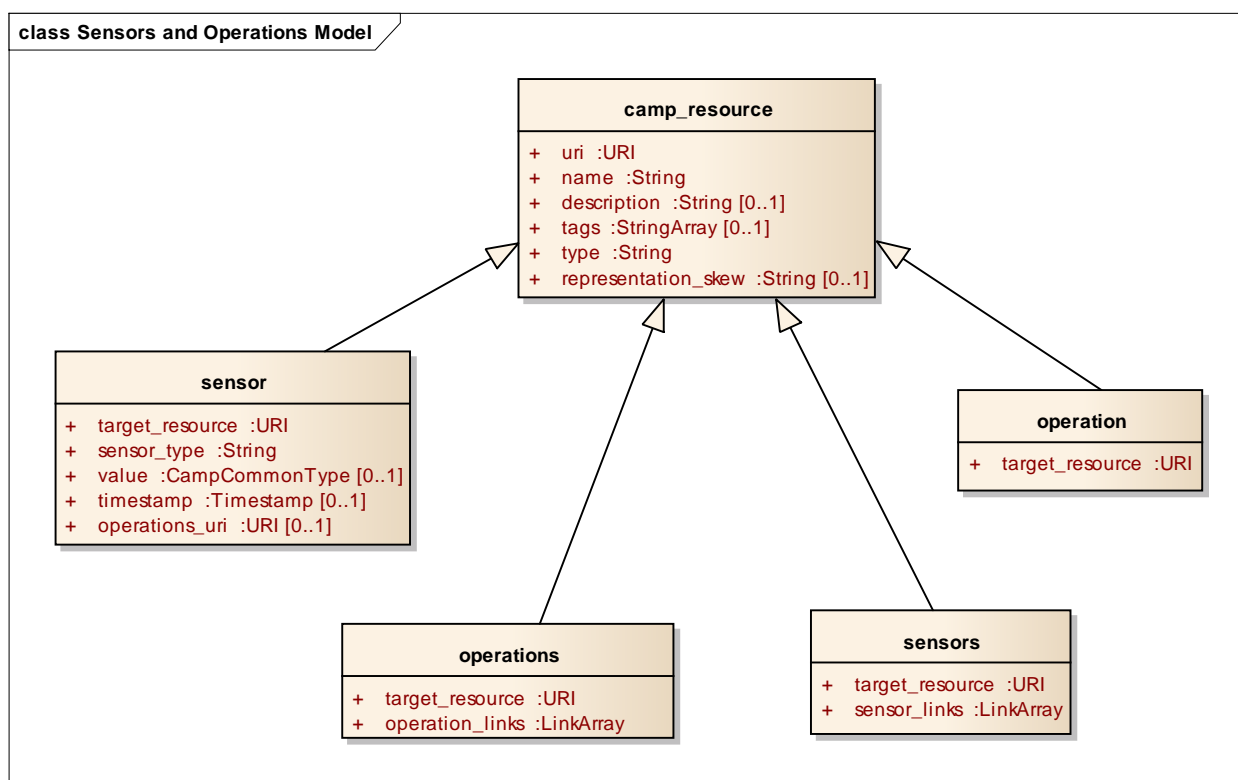 class Sensors and Operations Model
camp_resource
+ uri :URI
+ name :String
+ description :String [0..1]
+ tags :StringArray [0..1]
+ type :String
+ representation_skew :String [0..1]
sensor
+ target_resource :URI
+ sensor_type :String
+ value :CampCommonType [0..1]
+ timestamp :Timestamp [0..1]
+ operations_uri :URI [0..1]
operation
+ target_resource :URI
operations
+ target_resource :URI
+ operation_links :LinkArray
sensors
+ target_resource :URI
+ sensor_links :LinkArray